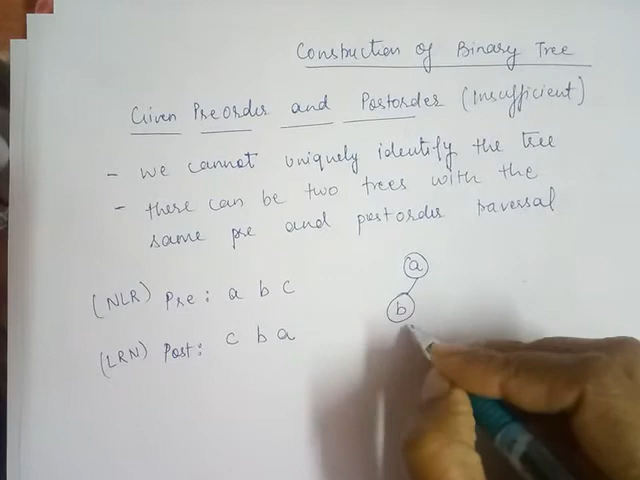 Construction of Binary Tree
Given Preorder and Postorder (Insufficient)
- we cannot uniquely identify the tree
- there can be two trees with the
same pre and postorder traversal
(NLR) Pre: a b c
(LRN) Post: c b a
a
b